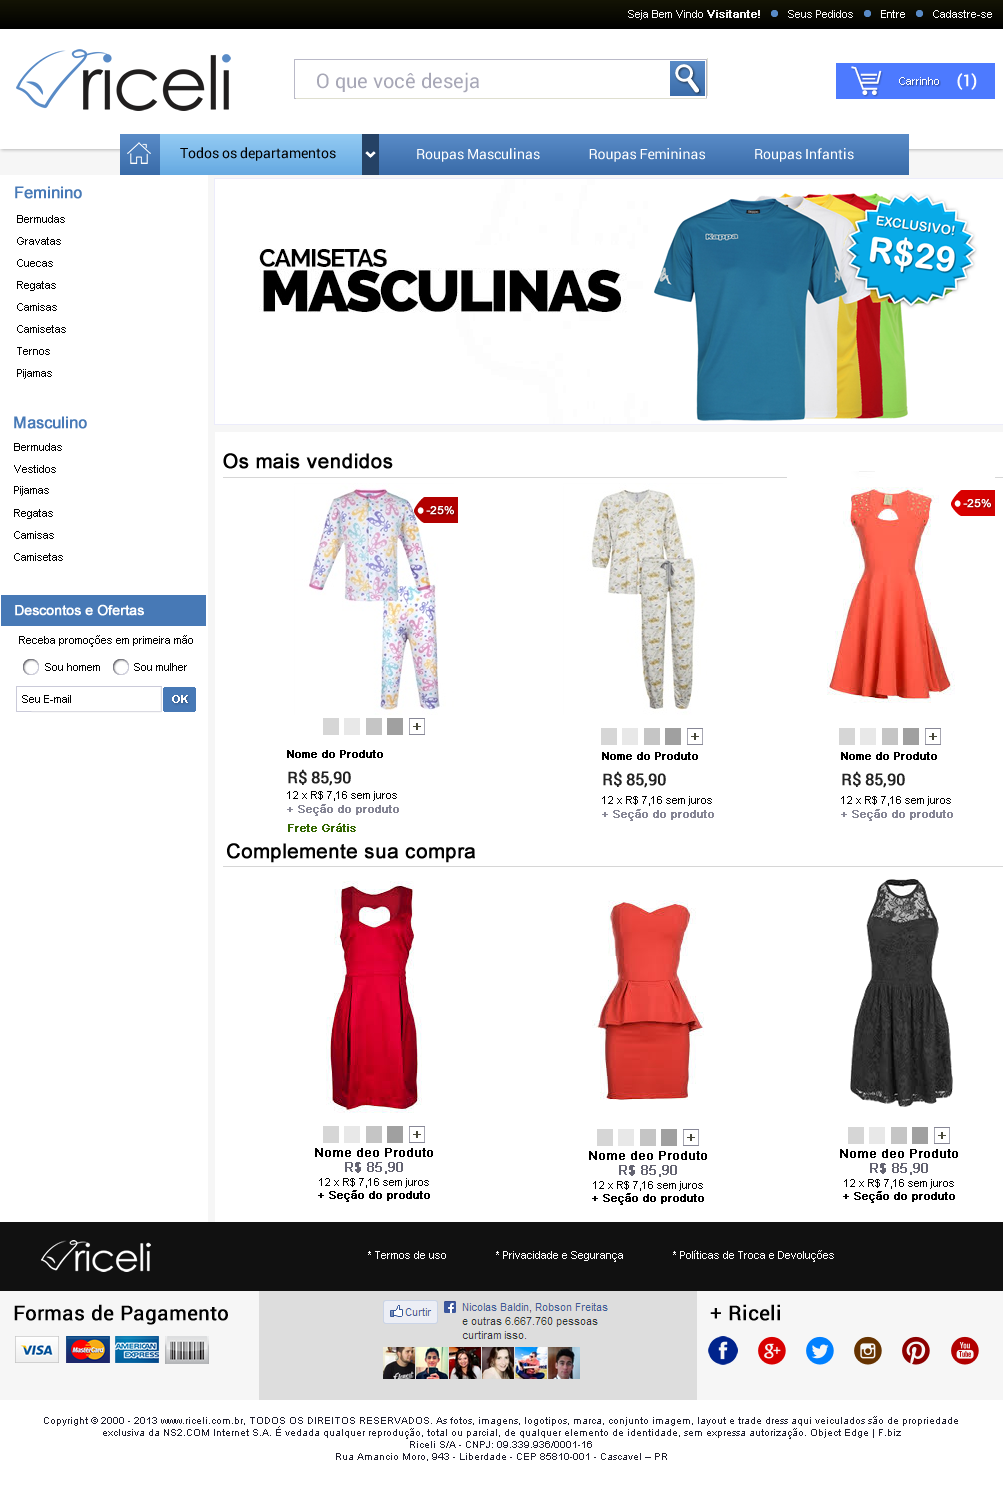 Seja Bem Vindo Visitante! Seus Pedidos Entre Cadastre-se
riceli
O que você deseja
Carrinho (1)
Todos os departamentos Roupas Masculinas Roupas Femininas Roupas Infantis
Feminino
Bermudas
Gravatas
Cuecas
Regatas
Camisas
Camisetas
Ternos
Pijamas
Masculino
Bermudas
Vestidos
Pijamas
Regatas
Camisas
Camisetas
Descontos e Ofertas
Receba promoções em primeira mão
Sou homem Sou mulher
Seu E-mail OK
CAMISETAS
MASCULINAS
Kappa
EXCLUSIVO!
R$29
Os mais vendidos
-25%
-25%
+
Nome do Produto
R$ 85,90
12 x R$ 7,16 sem juros
+ Seção do produto
Frete Grátis
+
Nome do Produto
R$ 85,90
12 x R$ 7,16 sem juros
+ Seção do produto
+
Nome do Produto
R$ 85,90
12 x R$ 7,16 sem juros
+ Seção do produto
Complemente sua compra
+
Nome deo Produto
R$ 85,90
12 x R$ 7,16 sem juros
+ Seção do produto
+
Nome deo Produto
R$ 85,90
12 x R$ 7,16 sem juros
+ Seção do produto
+
Nome deo Produto
R$ 85,90
12 x R$ 7,16 sem juros
+ Seção do produto
riceli
* Termos de uso * Privacidade e Segurança * Políticas de Troca e Devoluções
Formas de Pagamento
VISA MasterCard AMERICAN EXPRESS
Curtir
Nicolas Baldin, Robson Freitas
e outras 6.667.760 pessoas
curtiram isso.
+ Riceli
f g+ You Tube
Copyright © 2000 - 2013 www.riceli.com.br, TODOS OS DIREITOS RESERVADOS. As fotos, imagens, logotipos, marca, conjunto imagem, layout e trade dress aqui veiculados são de propriedade
exclusiva da NS2.COM Internet S.A. É vedada qualquer reprodução, total ou parcial, de qualquer elemento de identidade, sem expressa autorização. Object Edge | F.biz
Riceli S/A - CNPJ: 09.339.936/0001-16
Rua Amancio Moro, 943 - Liberdade - CEP 85810-001 - Cascavel – PR